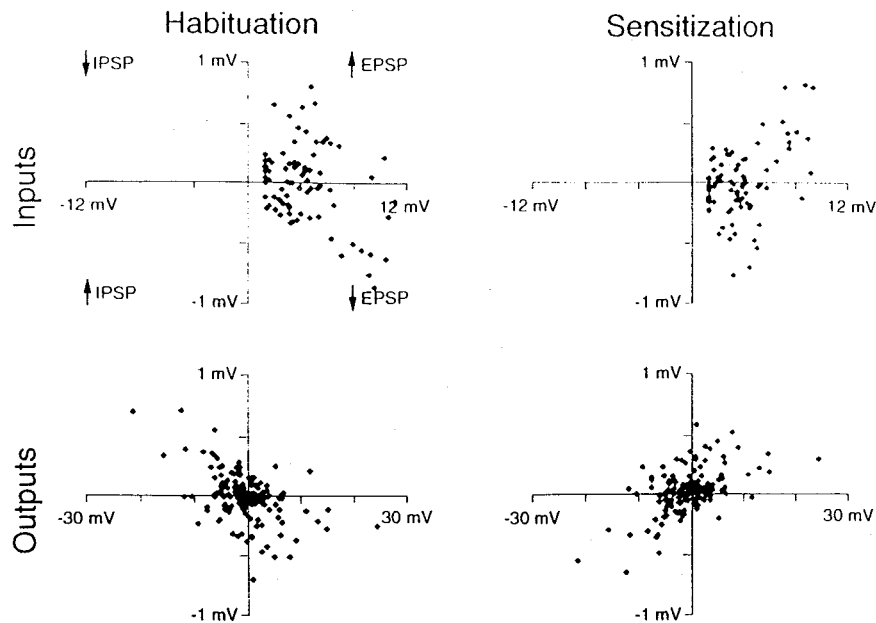 Habituation Sensitization
Inputs
↓IPSP 1 mV ↑EPSP
-12 mV 12 mV
↑IPSP -1 mV ↓EPSP
1 mV
-12 mV 12 mV
-1 mV
Outputs
1 mV
-30 mV 30 mV
-1 mV
1 mV
-30 mV 30 mV
-1 mV